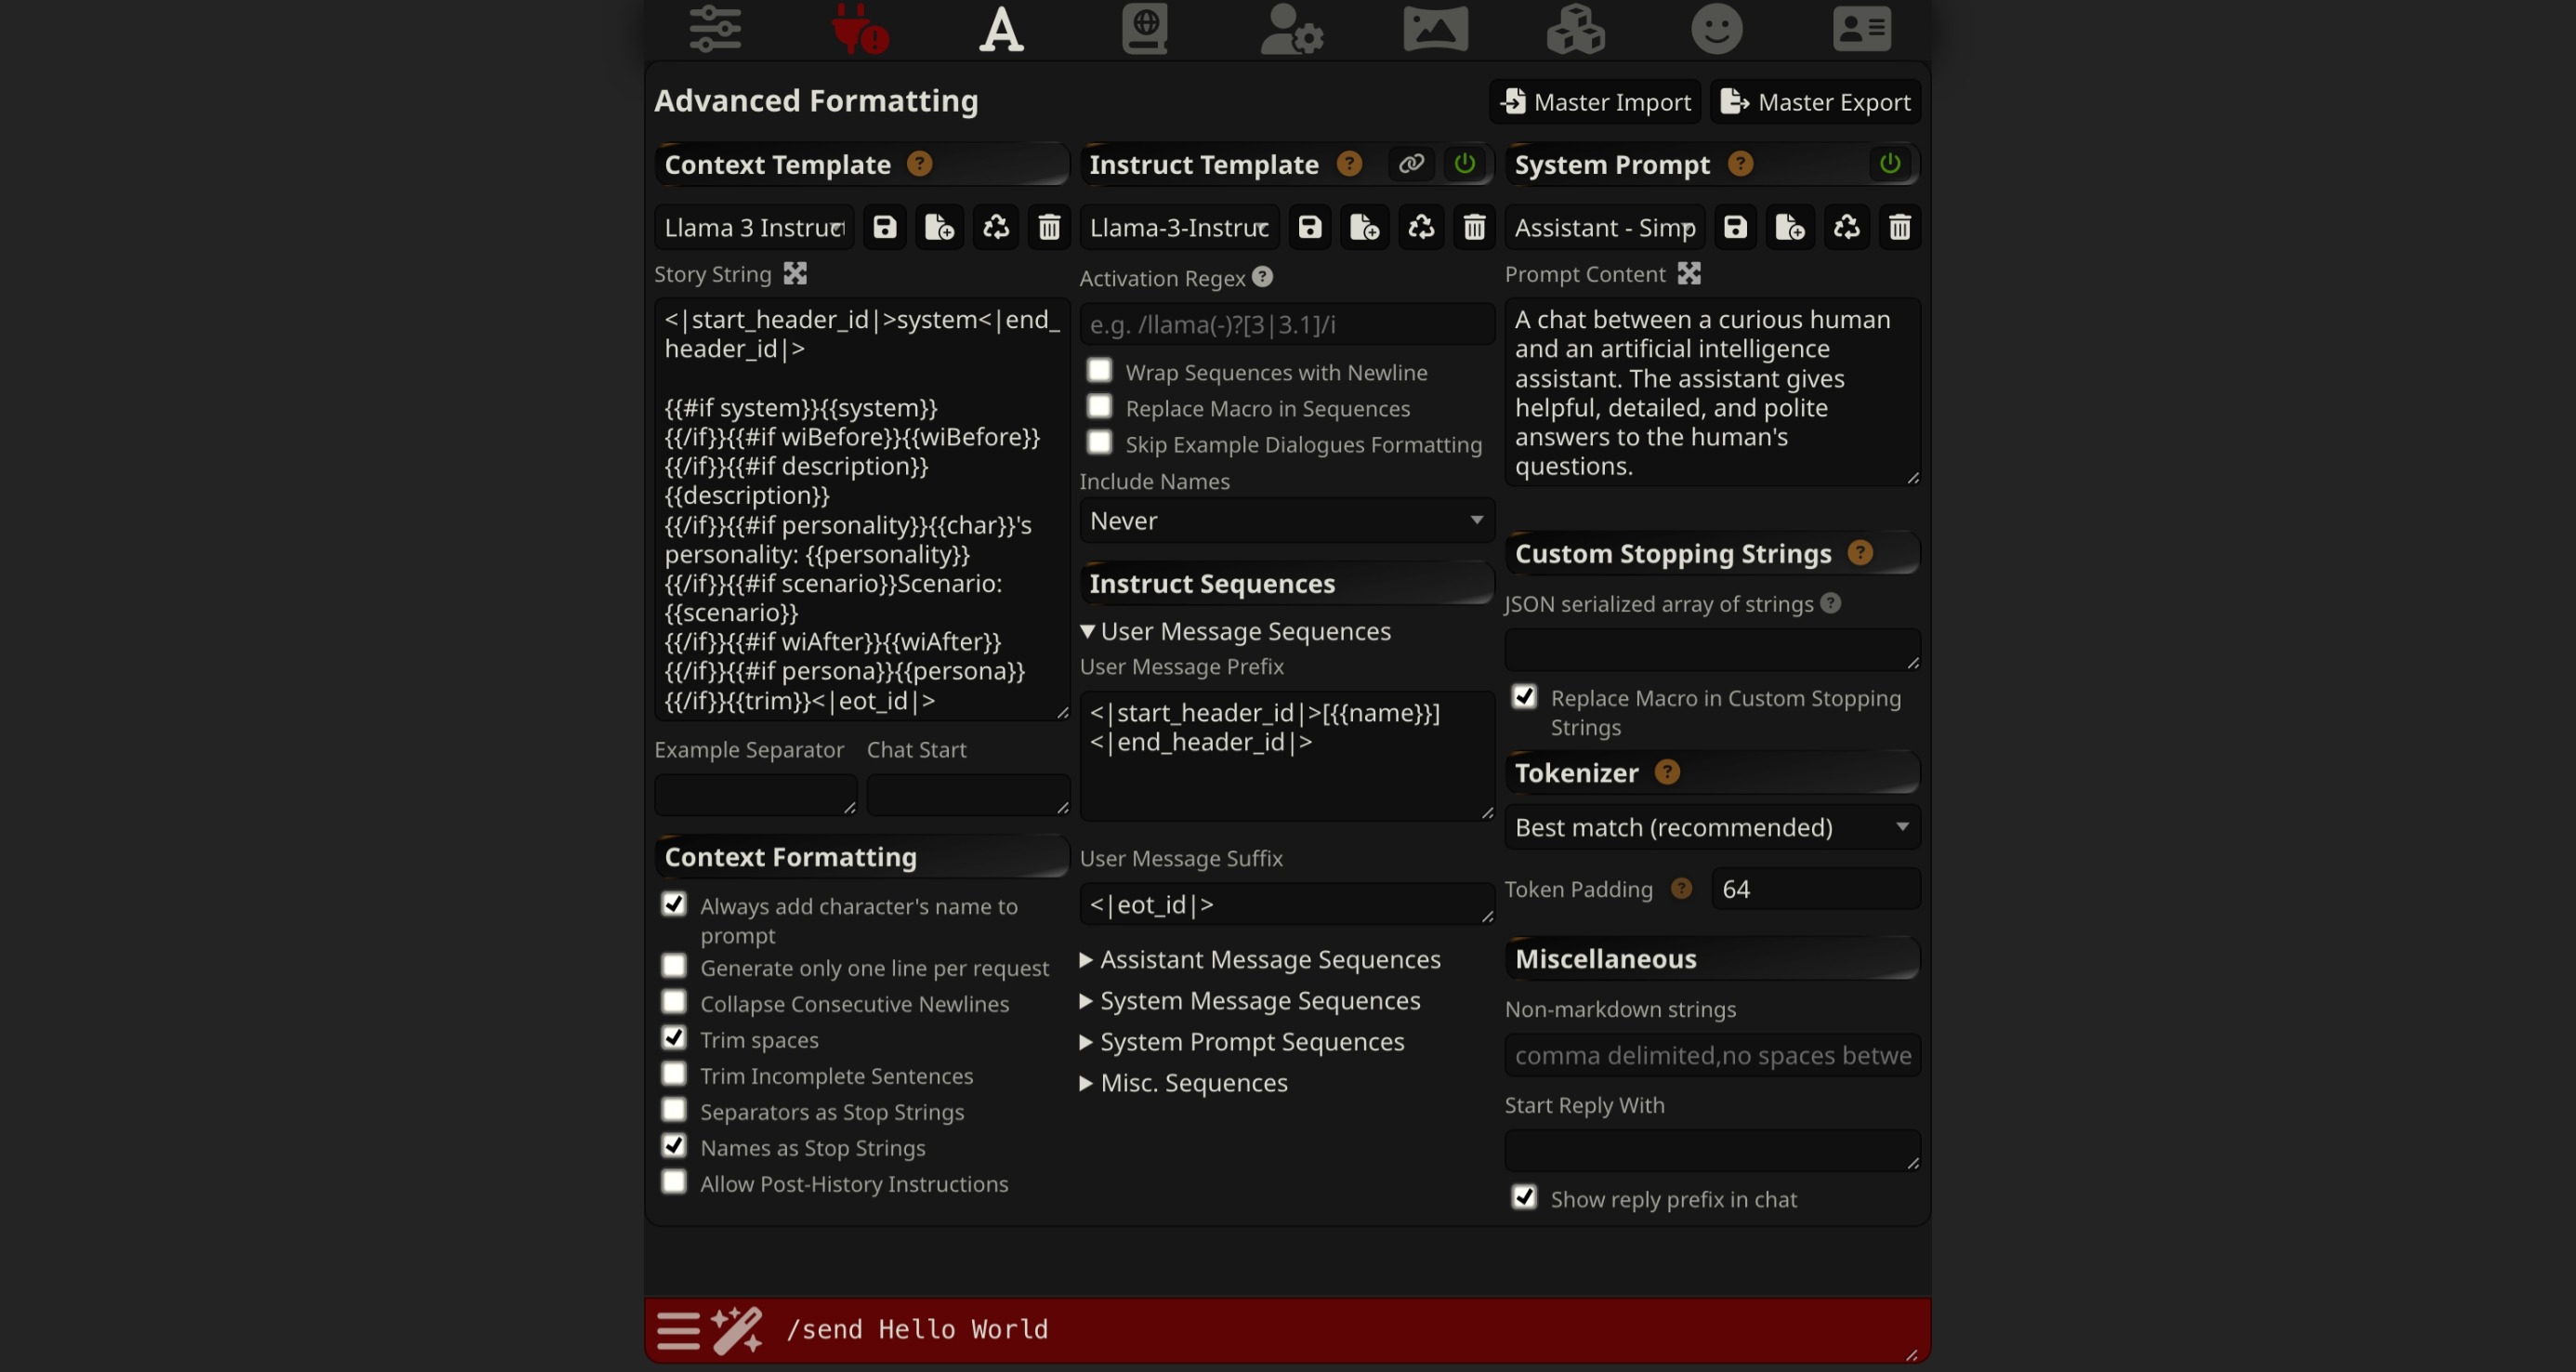 Advanced Formatting
Master Import
Master Export
Context Template
Llama 3 Instruct
Story String
<|start_header_id|>system<|end_
header_id|>
{{#if system}}{{system}}
{{/if}}{{#if wiBefore}}{{wiBefore}}
{{/if}}{{#if description}}
{{description}}
{{/if}}{{#if personality}}{{char}}'s
personality: {{personality}}
{{/if}}{{#if scenario}}Scenario:
{{scenario}}
{{/if}}{{#if wiAfter}}{{wiAfter}}
{{/if}}{{#if persona}}{{persona}}
{{/if}}{{trim}}<|eot_id|>
Example Separator
Chat Start
Context Formatting
Always add character's name to
prompt
Generate only one line per request
Collapse Consecutive Newlines
Trim spaces
Trim Incomplete Sentences
Separators as Stop Strings
Names as Stop Strings
Allow Post-History Instructions
Instruct Template
Llama-3-Instruc
Activation Regex
e.g. /llama(-)?[3|3.1]/i
Wrap Sequences with Newline
Replace Macro in Sequences
Skip Example Dialogues Formatting
Include Names
Never
Instruct Sequences
User Message Sequences
User Message Prefix
<|start_header_id|>[{{name}}]
<|end_header_id|>
User Message Suffix
<|eot_id|>
Assistant Message Sequences
System Message Sequences
System Prompt Sequences
Misc. Sequences
System Prompt
Assistant - Simp
Prompt Content
A chat between a curious human
and an artificial intelligence
assistant. The assistant gives
helpful, detailed, and polite
answers to the human's
questions.
Custom Stopping Strings
JSON serialized array of strings
Replace Macro in Custom Stopping
Strings
Tokenizer
Best match (recommended)
Token Padding
64
Miscellaneous
Non-markdown strings
comma delimited,no spaces betwe
Start Reply With
Show reply prefix in chat
/send Hello World